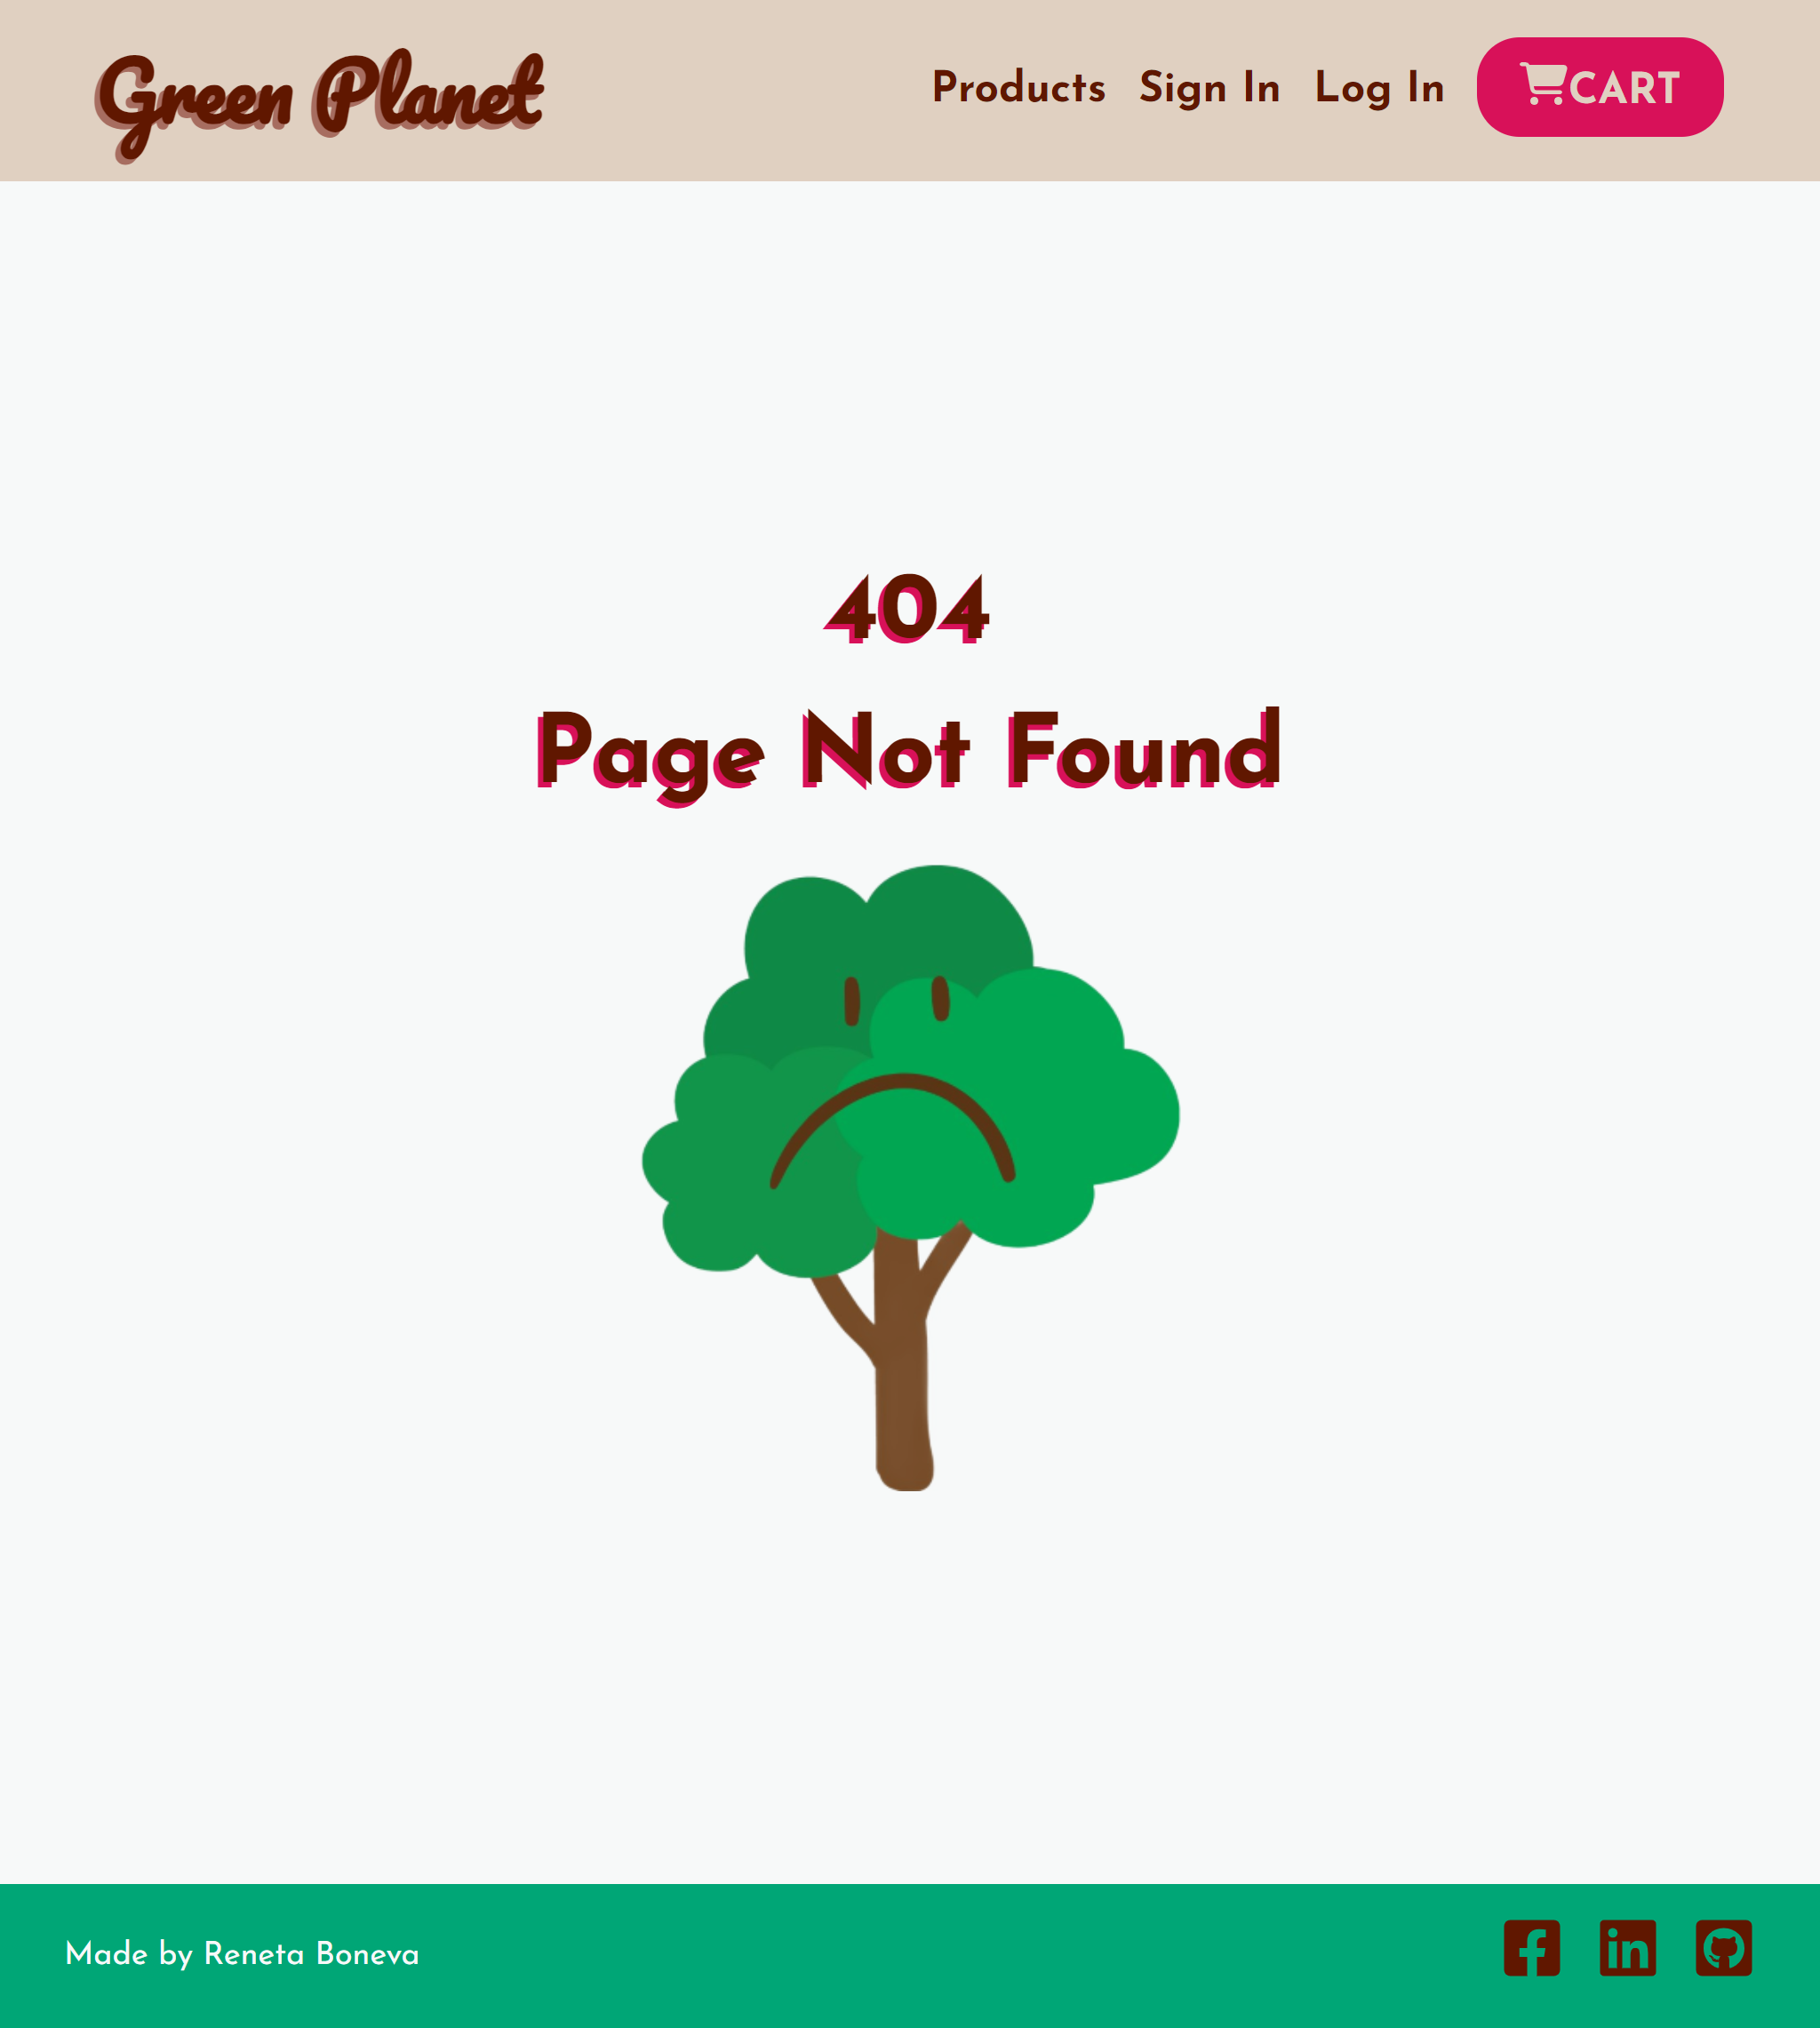 Green Planet
Products Sign In Log In CART
404
Page Not Found
Made by Reneta Boneva